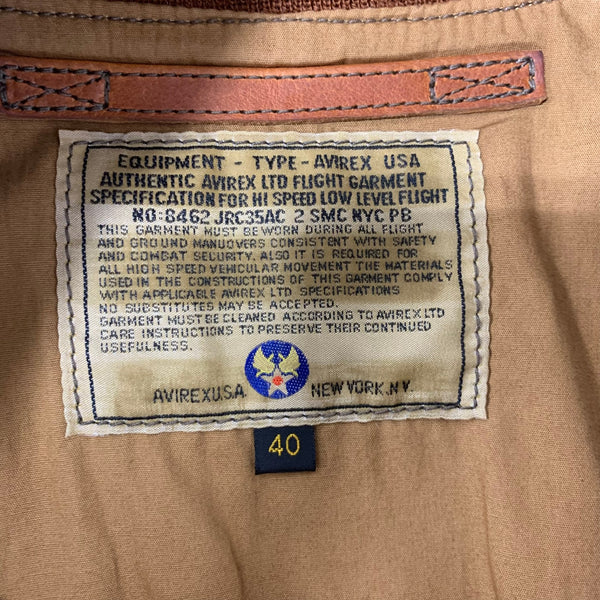 EQUIPMENT - TYPE - AVIREX USA
AUTHENTIC AVIREX LTD FLIGHT GARMENT
SPECIFICATION FOR HI SPEED LOW LEVEL FLIGHT
NO:8462 JRC35AC 2 SMC NYC PB
THIS GARMENT MUST BE WORN DURING ALL FLIGHT
AND GROUND MANUOVERS CONSISTENT WITH SAFETY
AND COMBAT SECURITY. ALSO IT IS REQUIRED FOR
ALL HIGH SPEED VEHICULAR MOVEMENT THE MATERIALS
USED IN THE CONSTRUCTIONS OF THIS GARMENT COMPLY
WITH APPLICABLE AVIREX LTD SPECIFICATIONS
NO SUBSTITUTES MAY BE ACCEPTED.
GARMENT MUST BE CLEANED ACCORDING TO AVIREX LTD
CARE INSTRUCTIONS TO PRESERVE THEIR CONTINUED
USEFULNESS.
AVIREX U.S.A. NEW YORK, N.Y.
40